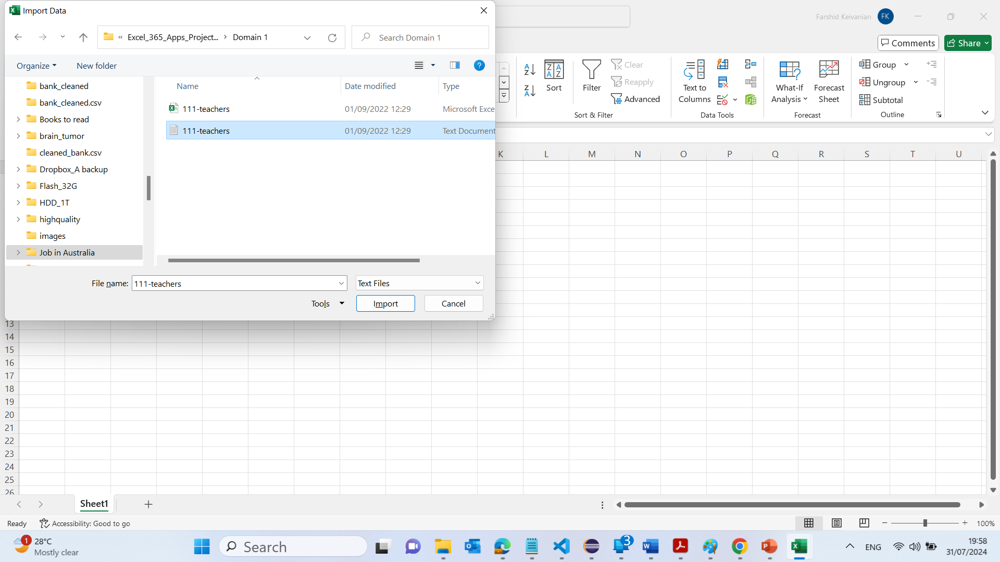 Import Data
« Excel_365_Apps_Project... > Domain 1
Search Domain 1
Organize
New folder
bank_cleaned
bank_cleaned.csv
Books to read
brain_tumor
cleaned_bank.csv
Dropbox_A backup
Flash_32G
HDD_1T
highquality
images
Job in Australia
Name Date modified Type
111-teachers 01/09/2022 12:29 Microsoft Exce
111-teachers 01/09/2022 12:29 Text Document
File name: 111-teachers Text Files
Tools Import Cancel
Farshid Keivanian FK
Comments Share
Sort
Filter
Clear
Reapply
Advanced
Sort & Filter
Text to
Columns
Data Tools
What-If
Analysis
Forecast
Sheet
Forecast
Group
Ungroup
Subtotal
Outline
K L M N O P Q R S T U
13
14
15
16
17
18
19
20
21
22
23
24
25
26
Sheet1
Ready Accessibility: Good to go 100%
1 28°C
Mostly clear
Search
3
ENG
19:58
31/07/2024